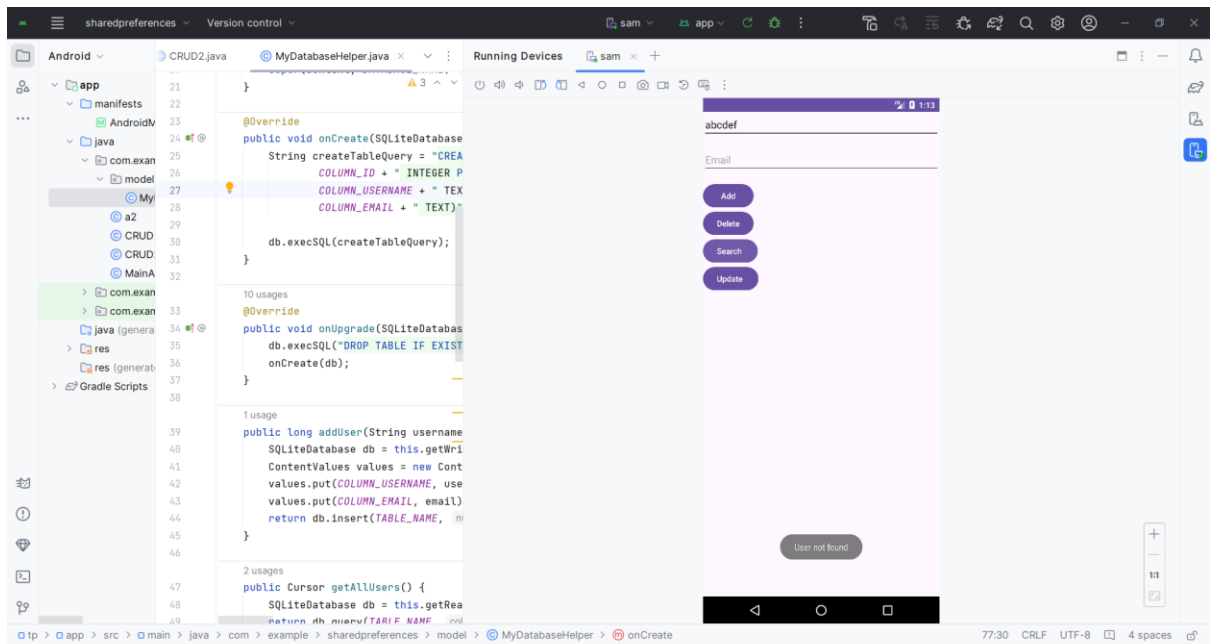 sharedpreferences Version control sam app
Android
CRUD2.java MyDatabaseHelper.java
Running Devices sam
app
manifests
AndroidM
java
com.exan
model
My
a2
CRUD
CRUD
MainA
com.exan
com.exan
java (genera
res
res (generat
Gradle Scripts
3
21 }
22
23 @Override
24 public void onCreate(SQLiteDatabase
25 String createTableQuery = "CREA
26 COLUMN_ID + " INTEGER P
27 COLUMN_USERNAME + " TEX
28 COLUMN_EMAIL + " TEXT)"
29
30 db.execSQL(createTableQuery);
31 }
32
10 usages
33 @Override
34 public void onUpgrade(SQLiteDatabas
35 db.execSQL("DROP TABLE IF EXIST
36 onCreate(db);
37 }
38
1 usage
39 public long addUser(String username
40 SQLiteDatabase db = this.getWri
41 ContentValues values = new Cont
42 values.put(COLUMN_USERNAME, use
43 values.put(COLUMN_EMAIL, email)
44 return db.insert(TABLE_NAME,
45 }
46
2 usages
47 public Cursor getAllUsers() {
48 SQLiteDatabase db = this.getRea
1:13
abcdef
Email
Add
Delete
Search
Update
User not found
1:1
tp > app > src > main > java > com > example > sharedpreferences > model > MyDatabaseHelper > onCreate
77:30 CRLF UTF-8 4 spaces